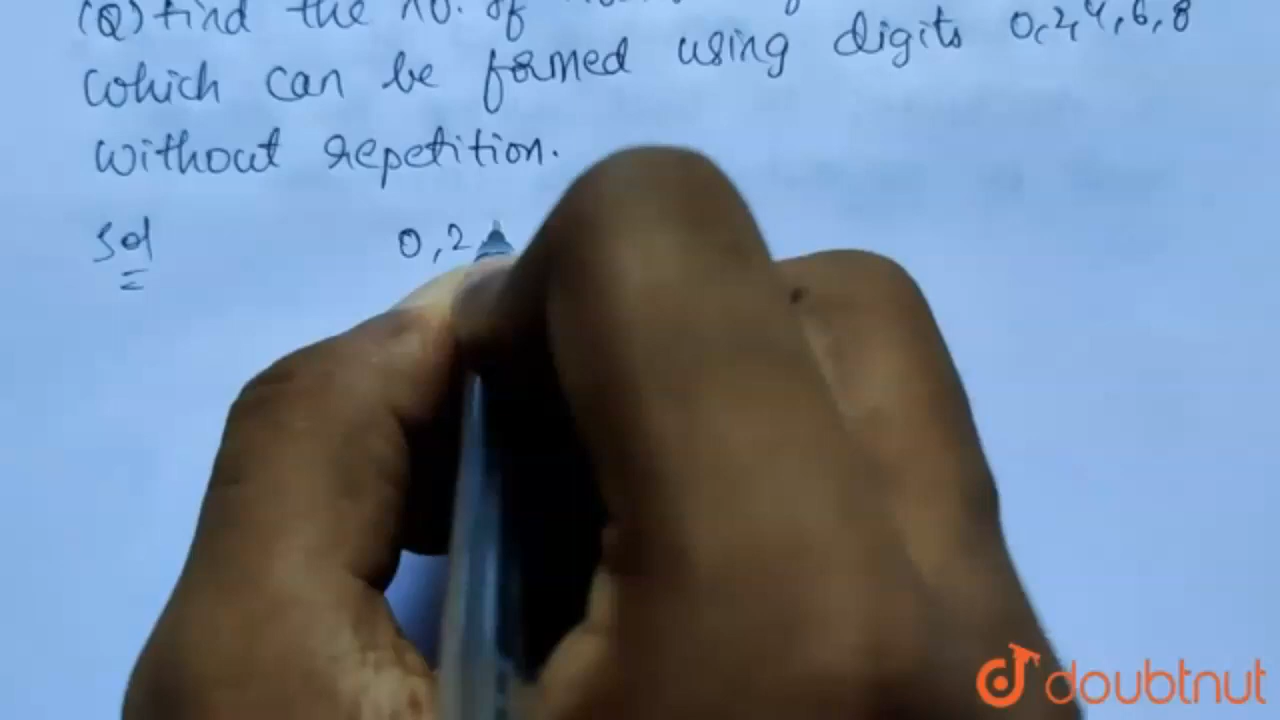 (Q) find the no. of
which can be formed using digits 0,2,4,6,8
without repetition.
Sol 0,2
doubtnut